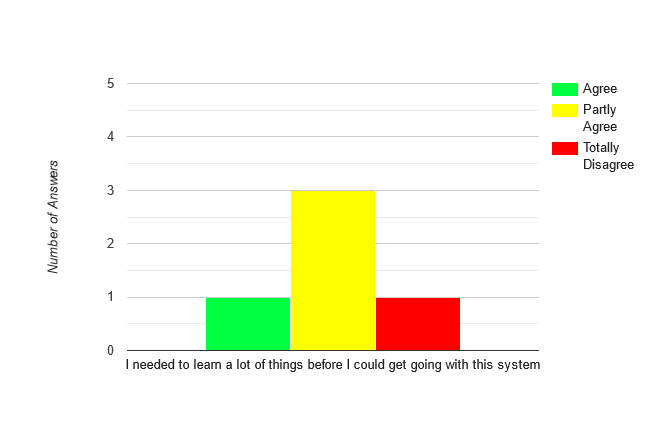 5
4
3
2
1
0
Number of Answers
I needed to learn a lot of things before I could get going with this system
Agree
Partly
Agree
Totally
Disagree